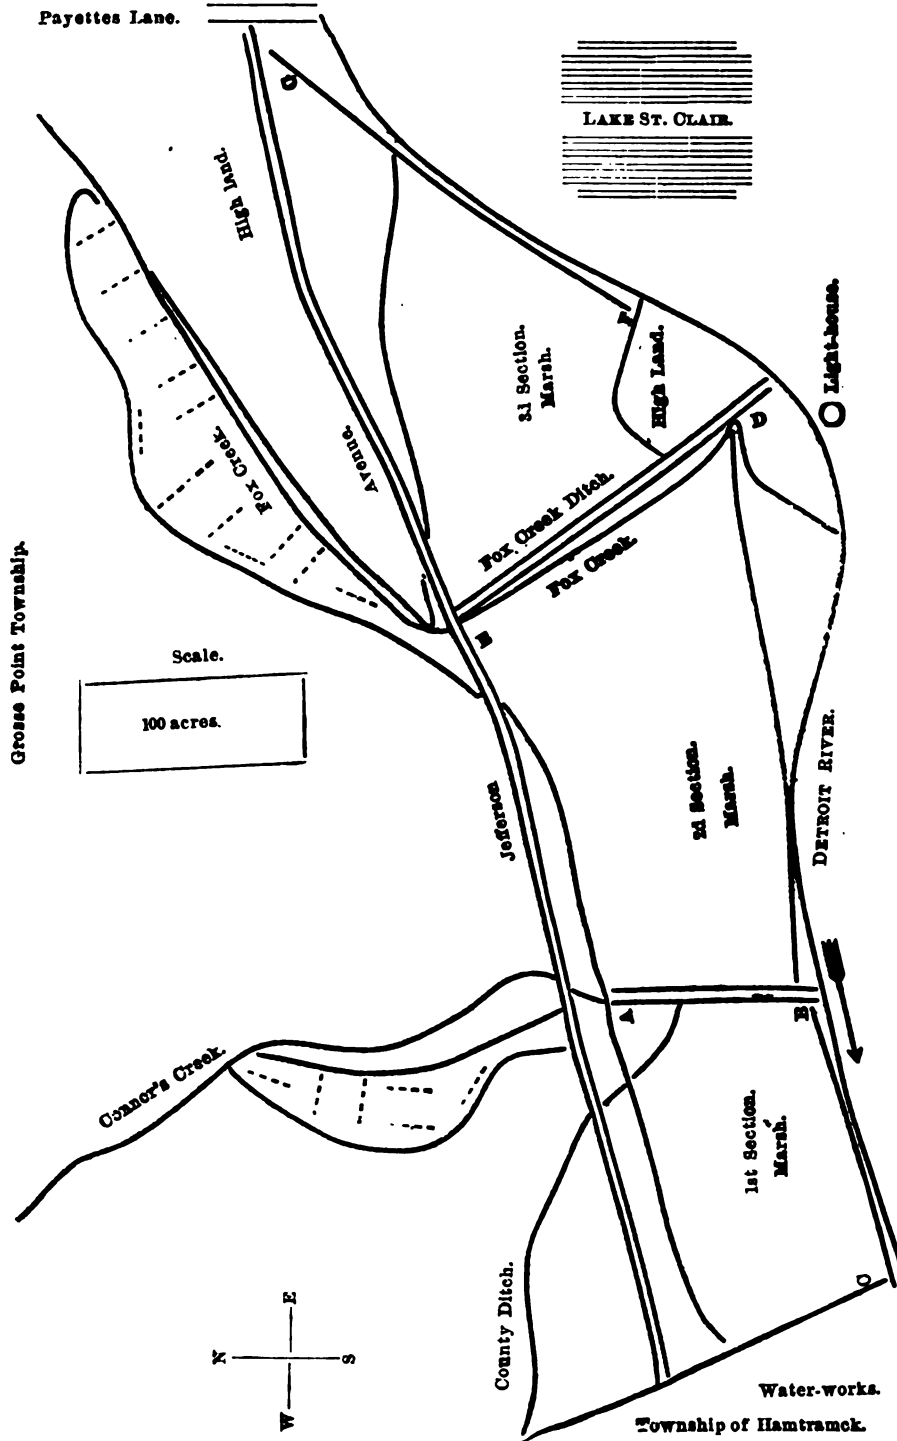 Payettes Lane.
LAKE ST. CLAIR.
G
High land.
Fox Creek.
Avenue.
3d Section.
Marsh.
F
High Land.
Light-house.
D
Fox Creek Ditch.
Fox Creek.
E
Grosse Point Township.
Scale.
100 acres.
Jefferson
2d Section.
Marsh.
DETROIT RIVER.
Conner's Creek.
A
B
1st Section.
Marsh.
County Ditch.
C
N
E
S
W
Water-works.
Township of Hamtramck.